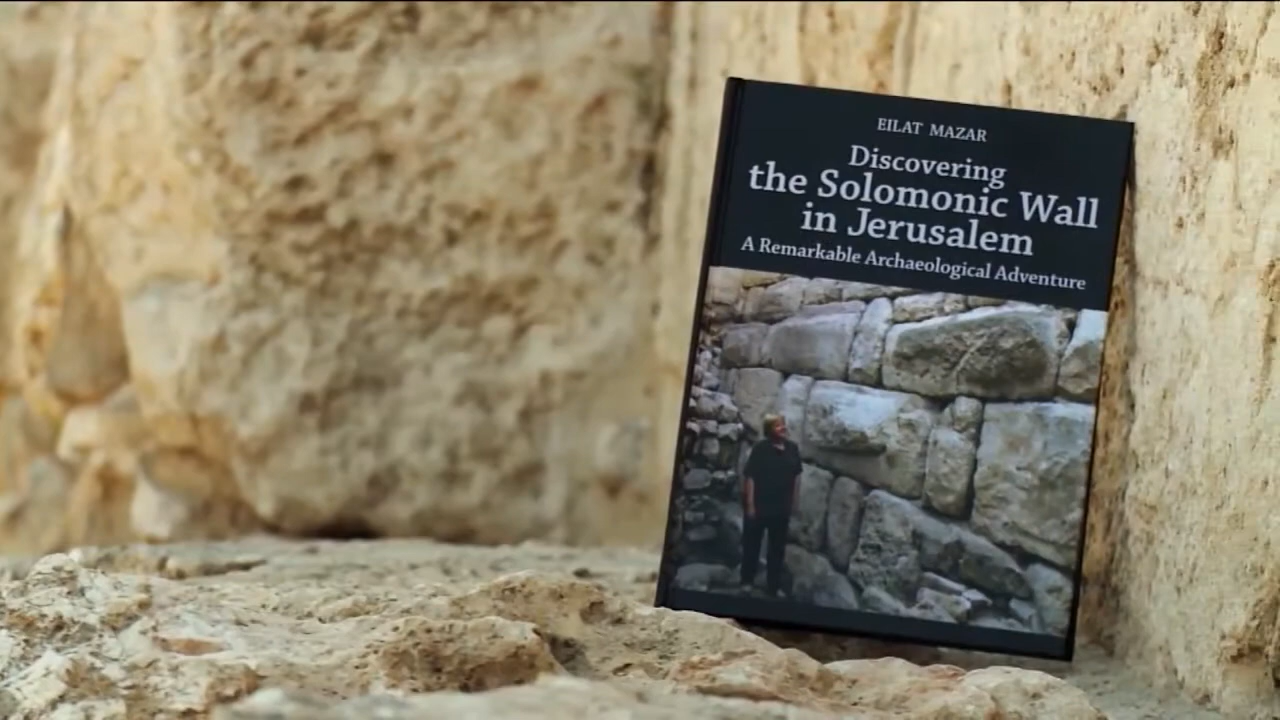 EILAT MAZAR
Discovering
the Solomonic Wall
in Jerusalem
A Remarkable Archaeological Adventure